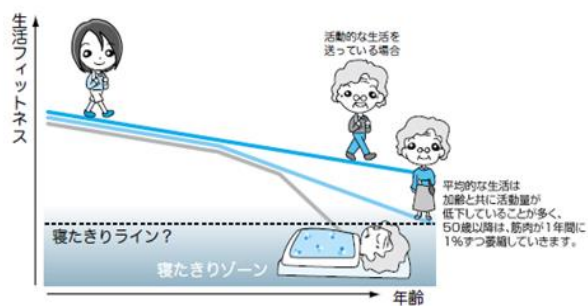 生活フィットネス
活動的な生活を
送っている場合
平均的な生活は
加齢と共に活動量が
低下していることが多く、
50歳以降は、筋肉が1年間に
1%ずつ萎縮していきます。
寝たきりライン?
寝たきりゾーン
年齢